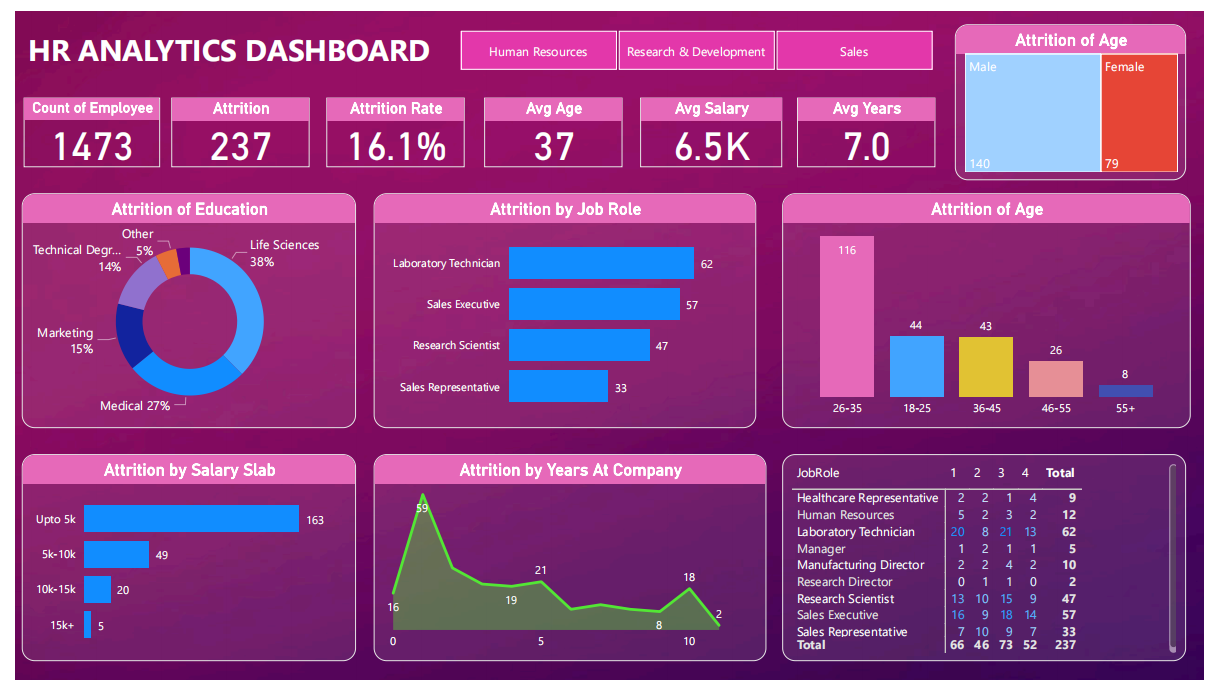 HR ANALYTICS DASHBOARD
Human Resources
Research & Development
Sales
Attrition of Age
Male
Female
140
79
Count of Employee
1473
Attrition
237
Attrition Rate
16.1%
Avg Age
37
Avg Salary
6.5K
Avg Years
7.0
Attrition of Education
Other
5%
Technical Degr...
14%
Life Sciences
38%
Marketing
15%
Medical 27%
Attrition by Job Role
Laboratory Technician 62
Sales Executive 57
Research Scientist 47
Sales Representative 33
Attrition of Age
116
44
43
26
8
26-35 18-25 36-45 46-55 55+
Attrition by Salary Slab
Upto 5k 163
5k-10k 49
10k-15k 20
15k+ 5
Attrition by Years At Company
59
16
19
21
8
18
2
0 5 10
JobRole 1 2 3 4 Total
Healthcare Representative 2 2 1 4 9
Human Resources 5 2 3 2 12
Laboratory Technician 20 8 21 13 62
Manager 1 2 1 1 5
Manufacturing Director 2 2 4 2 10
Research Director 0 1 1 0 2
Research Scientist 13 10 15 9 47
Sales Executive 16 9 18 14 57
Sales Representative 7 10 9 7 33
Total 66 46 73 52 237